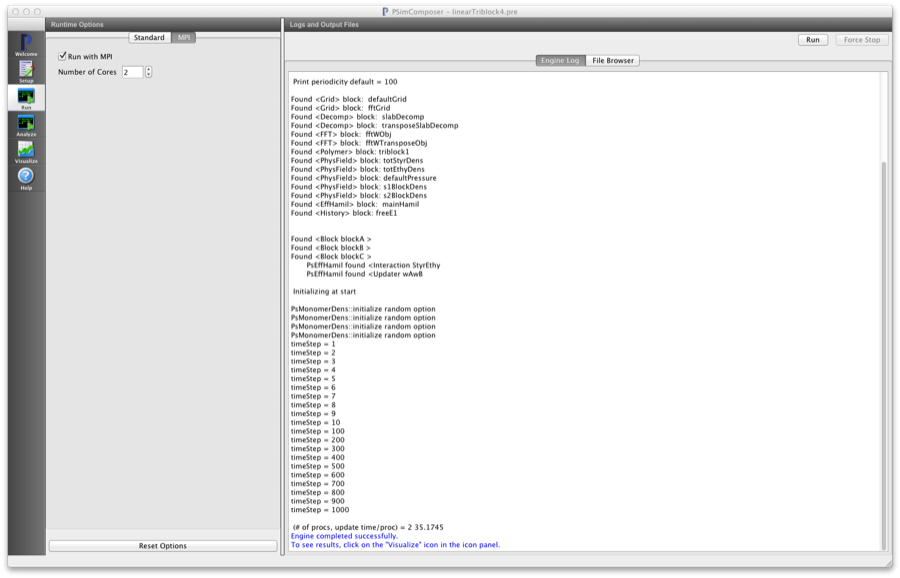 PSimComposer – linearTriblock4.pre
Runtime Options
Logs and Output Files
Standard
MPI
Run
Force Stop
Welcome
Run with MPI
Engine Log
File Browser
Number of Cores 2
Setup
Run
Analyze
Visualize
Help
Print periodicity default = 100
Found <Grid> block:  defaultGrid
Found <Grid> block:  fftGrid
Found <Decomp> block:  slabDecomp
Found <Decomp> block:  transposeSlabDecomp
Found <FFT> block:  fftWObj
Found <FFT> block:  fftWTransposeObj
Found <Polymer> block: triblock1
Found <PhysField> block: totStyrDens
Found <PhysField> block: totEthyDens
Found <PhysField> block: defaultPressure
Found <PhysField> block: s1BlockDens
Found <PhysField> block: s2BlockDens
Found <EffHamil> block:  mainHamil
Found <History> block: freeE1
Found <Block blockA >
Found <Block blockB >
Found <Block blockC >
PsEffHamil found <Interaction StyrEthy
PsEffHamil found <Updater wAwB
Initializing at start
PsMonomerDens::initialize random option
PsMonomerDens::initialize random option
PsMonomerDens::initialize random option
PsMonomerDens::initialize random option
timeStep = 1
timeStep = 2
timeStep = 3
timeStep = 4
timeStep = 5
timeStep = 6
timeStep = 7
timeStep = 8
timeStep = 9
timeStep = 10
timeStep = 100
timeStep = 200
timeStep = 300
timeStep = 400
timeStep = 500
timeStep = 600
timeStep = 700
timeStep = 800
timeStep = 900
timeStep = 1000
(# of procs, update time/proc) = 2 35.1745
Engine completed successfully.
To see results, click on the "Visualize" icon in the icon panel.
Reset Options